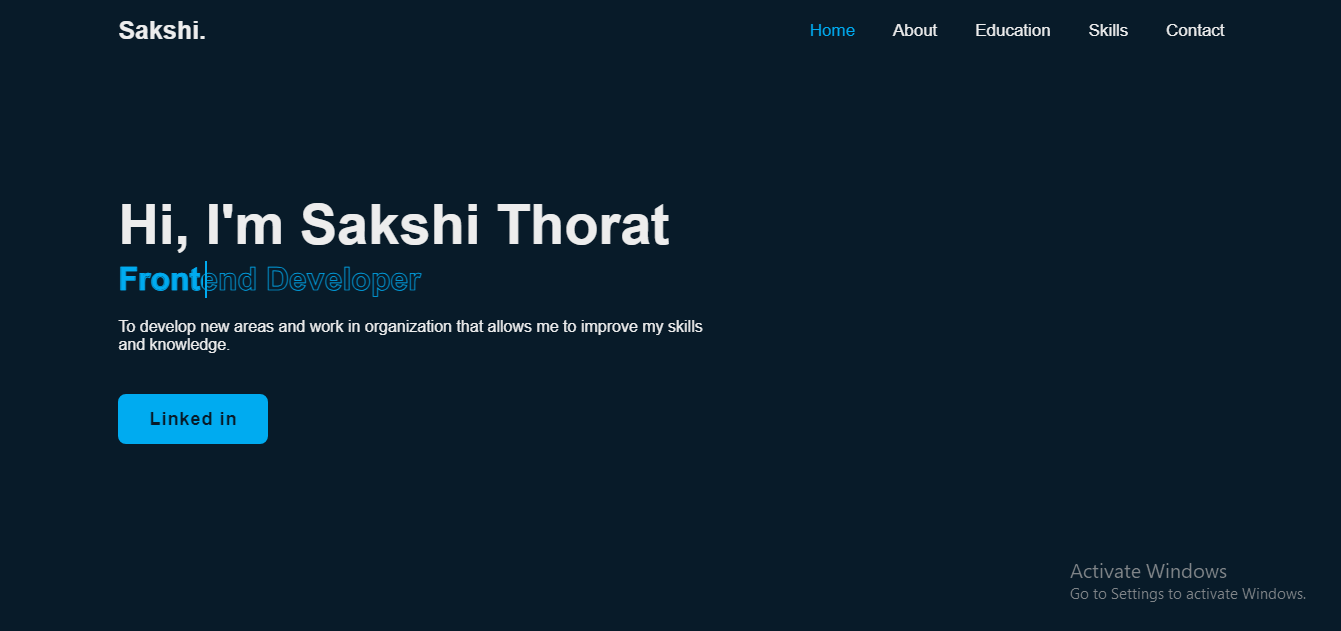 Sakshi.
Home About Education Skills Contact
Hi, I'm Sakshi Thorat
Frontend Developer
To develop new areas and work in organization that allows me to improve my skills
and knowledge.
Linked in
Activate Windows
Go to Settings to activate Windows.